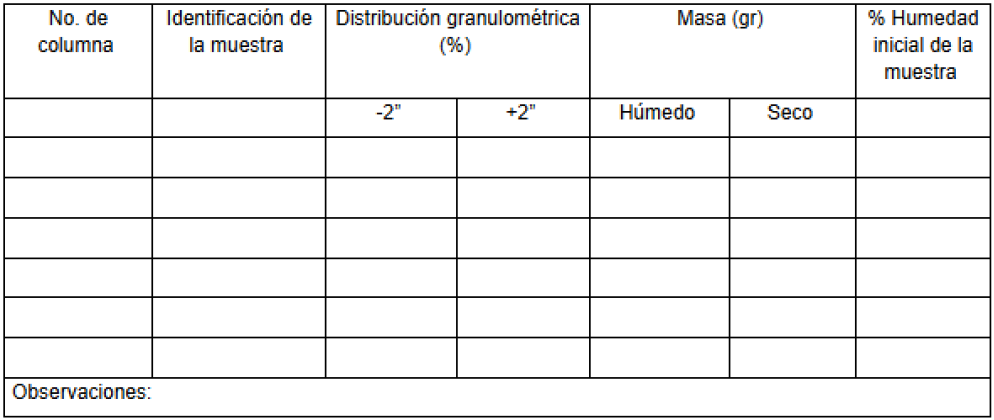 No. de columna
Identificación de la muestra
Distribución granulométrica (%)
Masa (gr)
% Humedad inicial de la muestra
-2”
+2”
Húmedo
Seco
Observaciones: